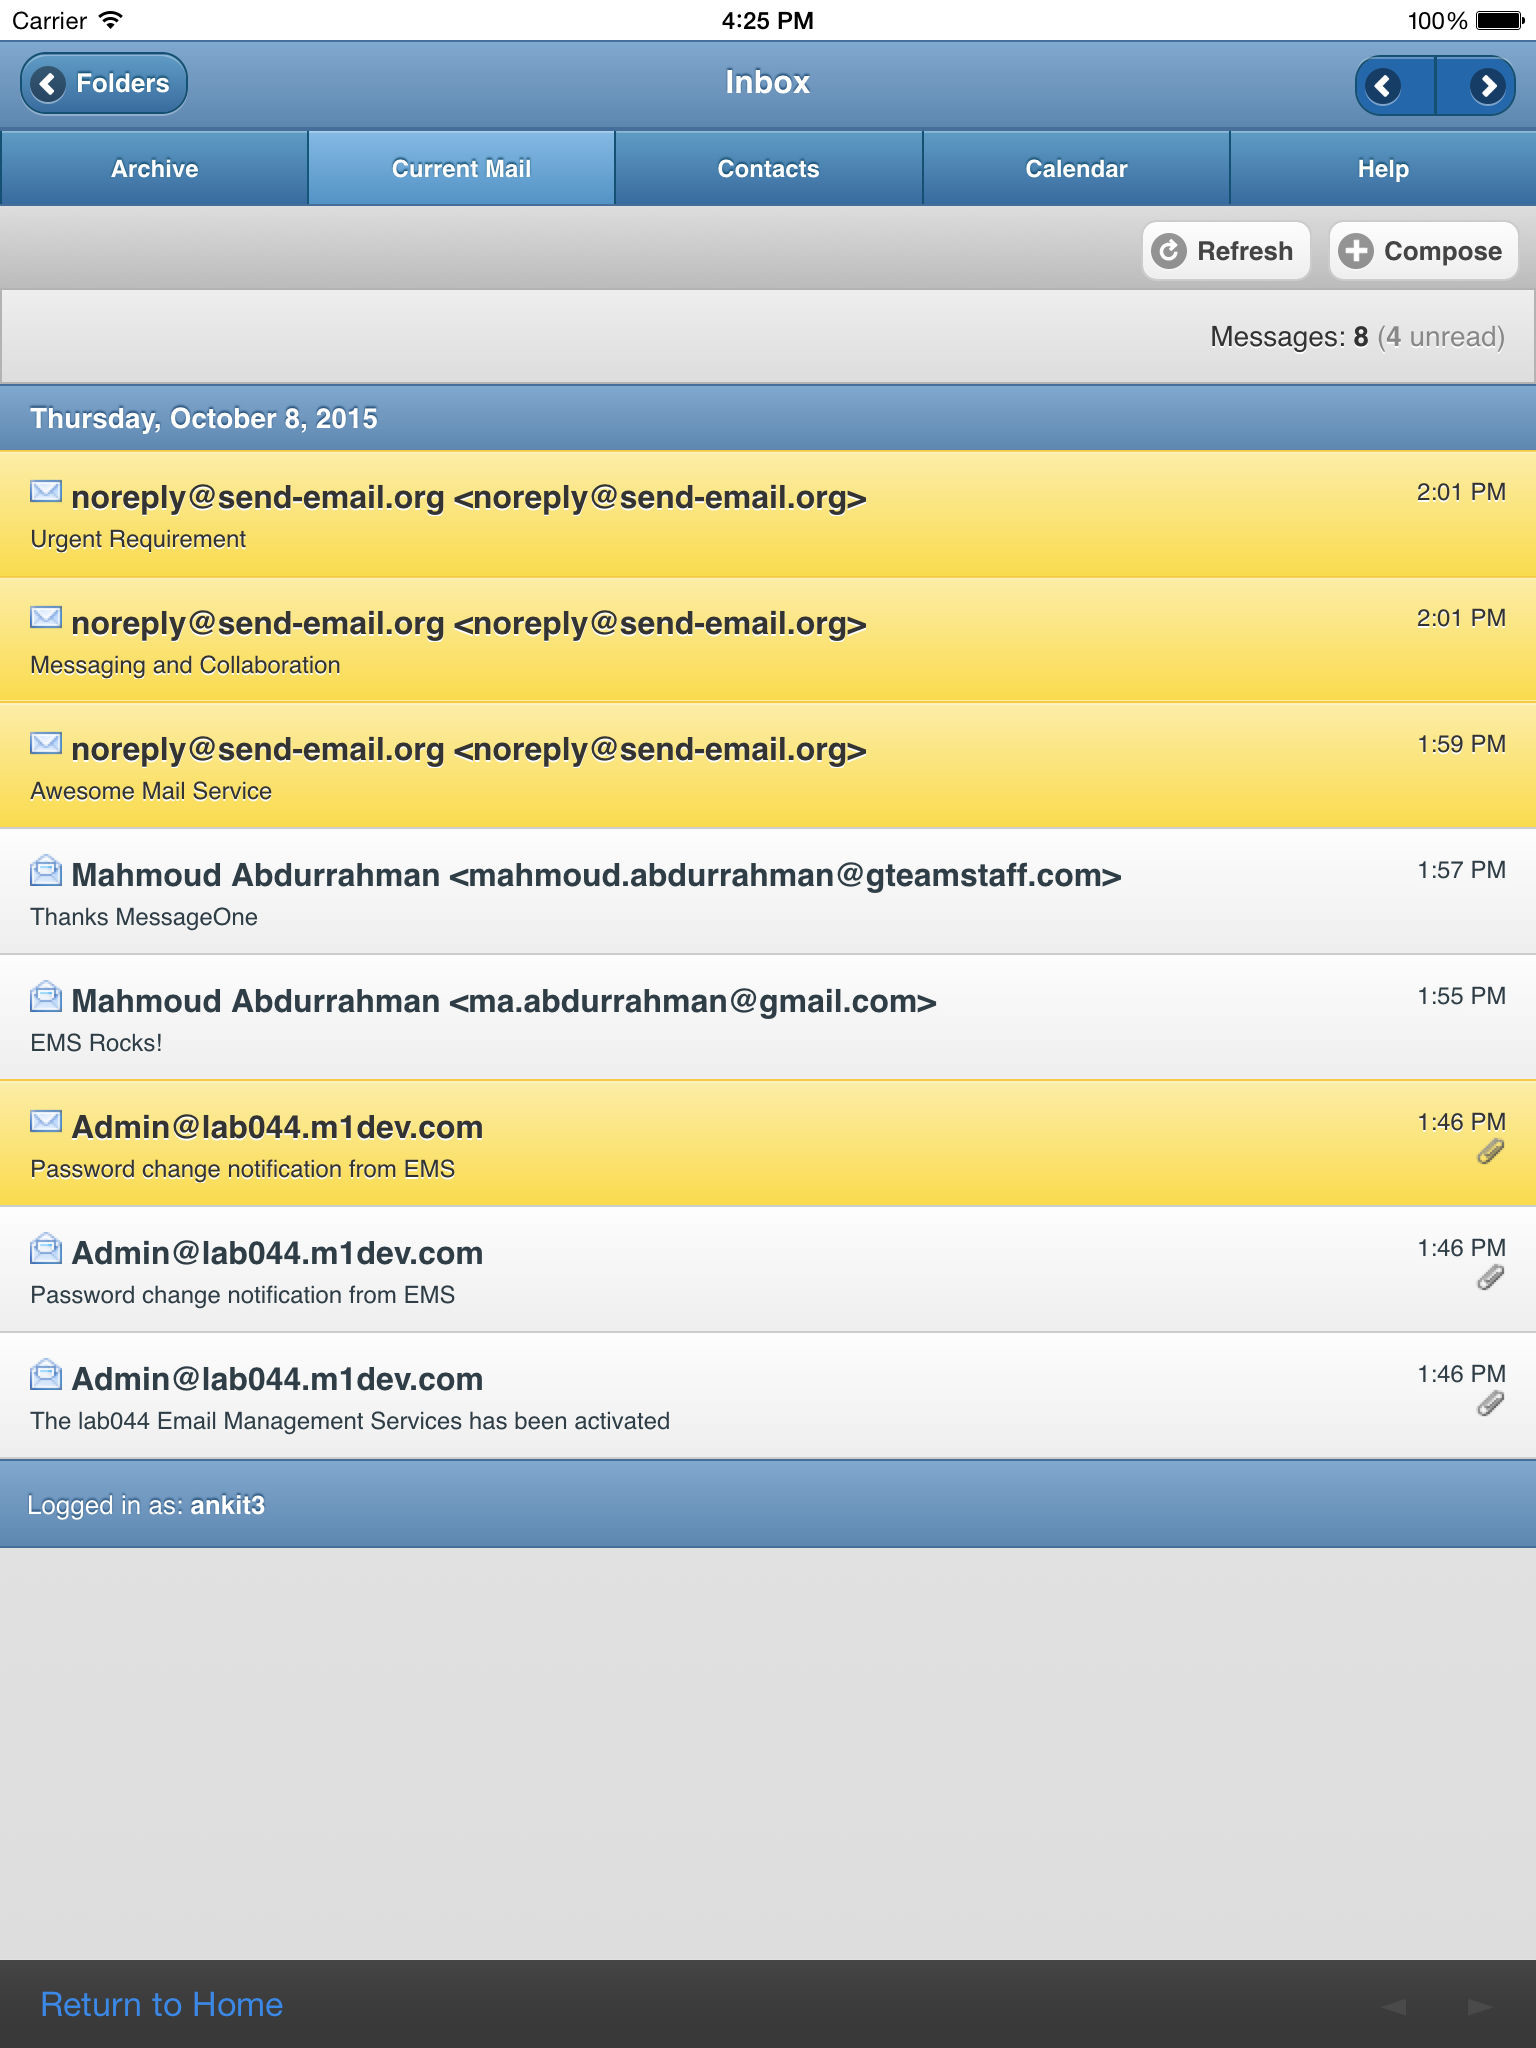 Carrier 4:25 PM 100%
Folders Inbox
Archive Current Mail Contacts Calendar Help
Refresh Compose
Messages: 8 (4 unread)
Thursday, October 8, 2015
noreply@send-email.org <noreply@send-email.org> 2:01 PM
Urgent Requirement
noreply@send-email.org <noreply@send-email.org> 2:01 PM
Messaging and Collaboration
noreply@send-email.org <noreply@send-email.org> 1:59 PM
Awesome Mail Service
Mahmoud Abdurrahman <mahmoud.abdurrahman@gteamstaff.com> 1:57 PM
Thanks MessageOne
Mahmoud Abdurrahman <ma.abdurrahman@gmail.com> 1:55 PM
EMS Rocks!
Admin@lab044.m1dev.com 1:46 PM
Password change notification from EMS
Admin@lab044.m1dev.com 1:46 PM
Password change notification from EMS
Admin@lab044.m1dev.com 1:46 PM
The lab044 Email Management Services has been activated
Logged in as: ankit3
Return to Home